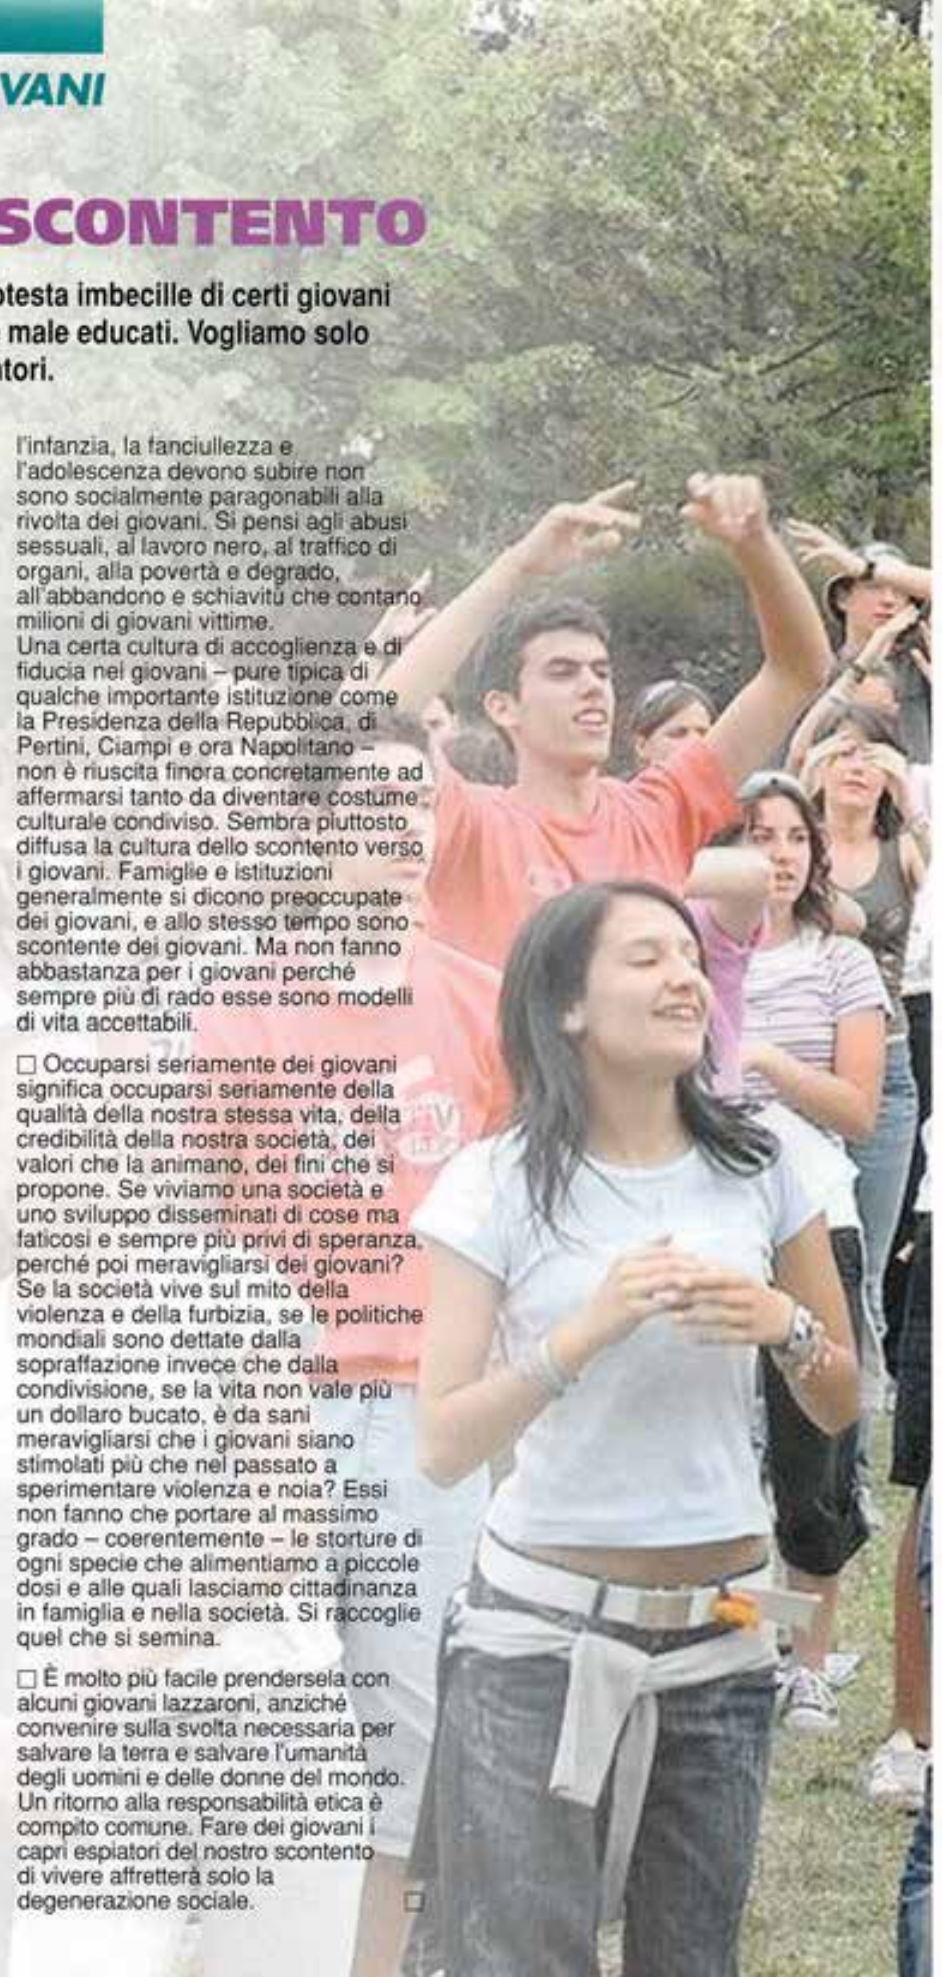 VANI
SCONTENTO
otesta imbecille di certi giovani
male educati. Vogliamo solo
tori.
l'infanzia, la fanciullezza e
l'adolescenza devono subire non
sono socialmente paragonabili alla
rivolta dei giovani. Si pensi agli abusi
sessuali, al lavoro nero, al traffico di
organi, alla povertà e degrado,
all'abbandono e schiavitù che contano
milioni di giovani vittime.
Una certa cultura di accoglienza e di
fiducia nei giovani – pure tipica di
qualche importante istituzione come
la Presidenza della Repubblica, di
Pertini, Ciampi e ora Napolitano –
non è riuscita finora concretamente ad
affermarsi tanto da diventare costume
culturale condiviso. Sembra piuttosto
diffusa la cultura dello scontento verso
i giovani. Famiglie e istituzioni
generalmente si dicono preoccupate
dei giovani, e allo stesso tempo sono
scontente dei giovani. Ma non fanno
abbastanza per i giovani perché
sempre più di rado esse sono modelli
di vita accettabili.
□ Occuparsi seriamente dei giovani
significa occuparsi seriamente della
qualità della nostra stessa vita, della
credibilità della nostra società, dei
valori che la animano, dei fini che si
propone. Se viviamo una società e
uno sviluppo disseminati di cose ma
faticosi e sempre più privi di speranza,
perché poi meravigliarsi dei giovani?
Se la società vive sul mito della
violenza e della furbizia, se le politiche
mondiali sono dettate dalla
sopraffazione invece che dalla
condivisione, se la vita non vale più
un dollaro bucato, è da sani
meravigliarsi che i giovani siano
stimolati più che nel passato a
sperimentare violenza e noia? Essi
non fanno che portare al massimo
grado – coerentemente – le storture di
ogni specie che alimentiamo a piccole
dosi e alle quali lasciamo cittadinanza
in famiglia e nella società. Si raccoglie
quel che si semina.
□ È molto più facile prendersela con
alcuni giovani lazzaroni, anziché
convenire sulla svolta necessaria per
salvare la terra e salvare l'umanità
degli uomini e delle donne del mondo.
Un ritorno alla responsabilità etica è
compito comune. Fare dei giovani i
capri espiatori del nostro scontento
di vivere affretterà solo la
degenerazione sociale. □